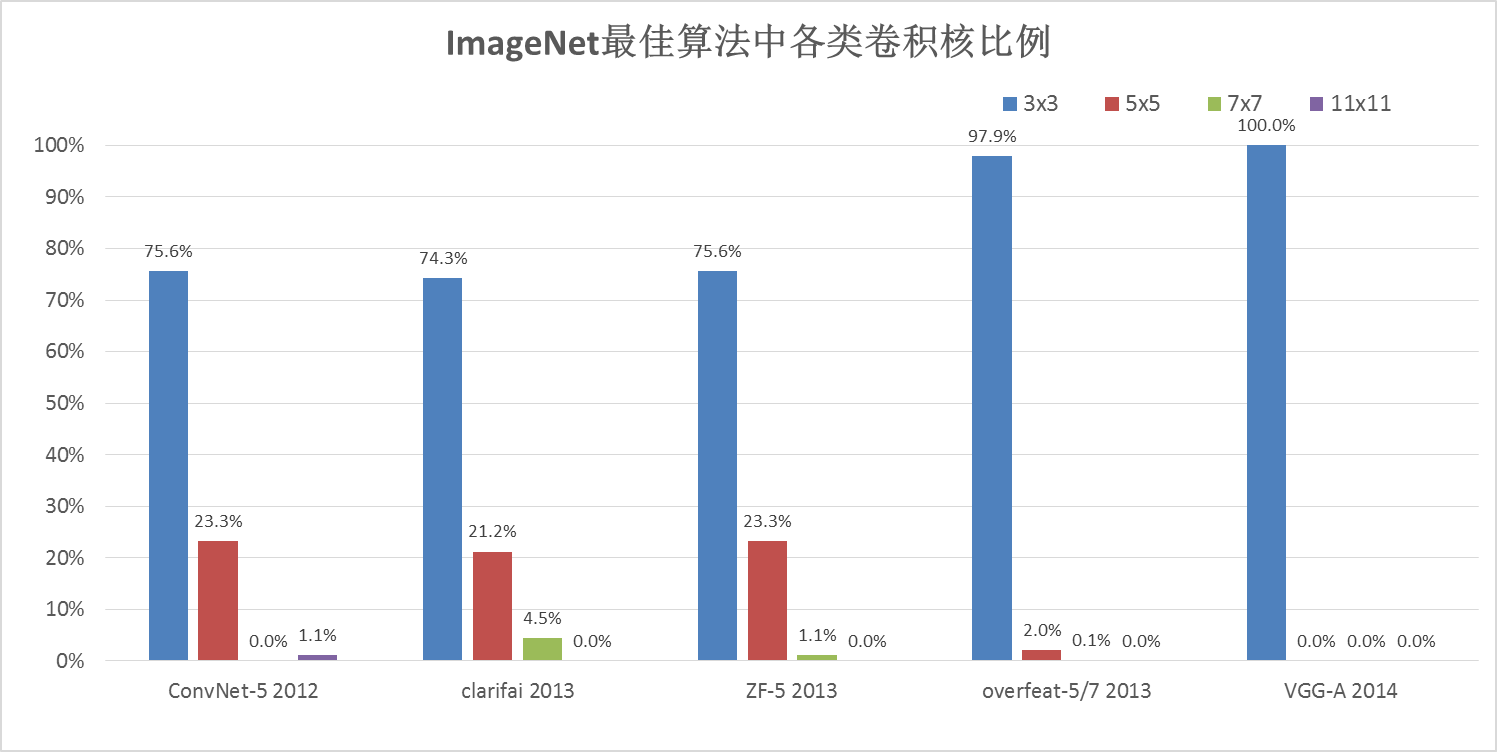 ImageNet最佳算法中各类卷积核比例
3x3 5x5 7x7 11x11
100%
90%
80%
70%
60%
50%
40%
30%
20%
10%
0%
75.6% 23.3% 0.0% 1.1%
74.3% 21.2% 4.5% 0.0%
75.6% 23.3% 1.1% 0.0%
97.9% 2.0% 0.1% 0.0%
100.0% 0.0% 0.0% 0.0%
ConvNet-5 2012 clarifai 2013 ZF-5 2013 overfeat-5/7 2013 VGG-A 2014